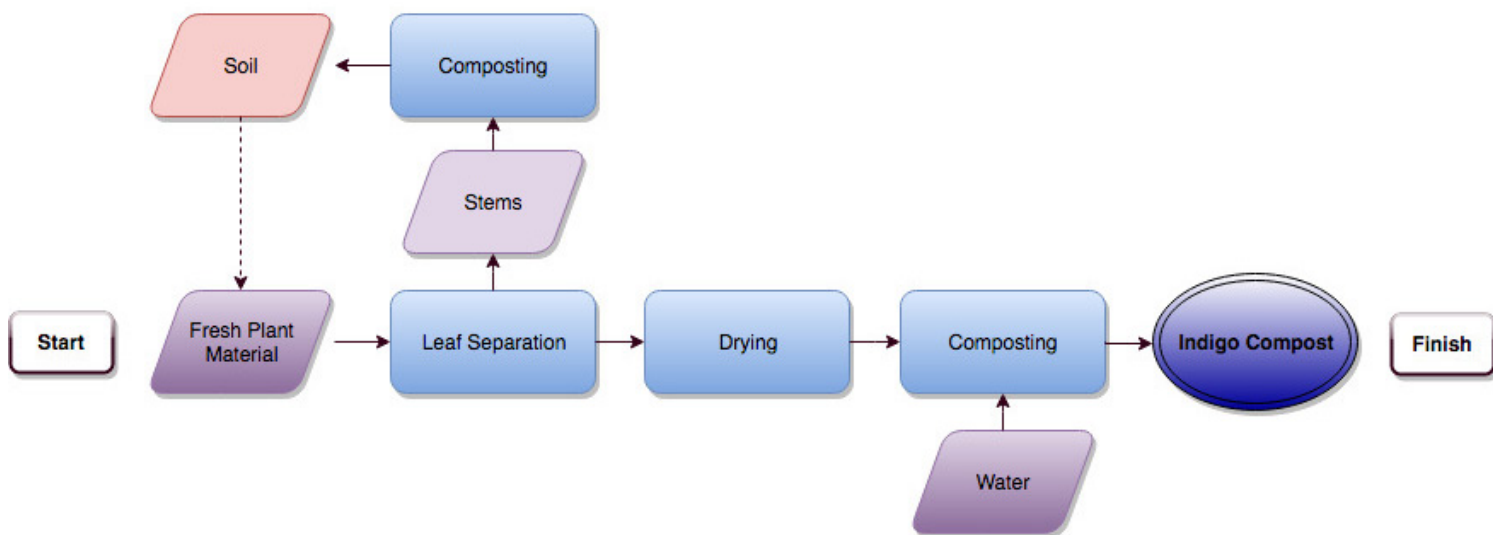 Soil
Composting
Stems
Start
Fresh Plant
Material
Leaf Separation
Drying
Composting
Indigo Compost
Finish
Water